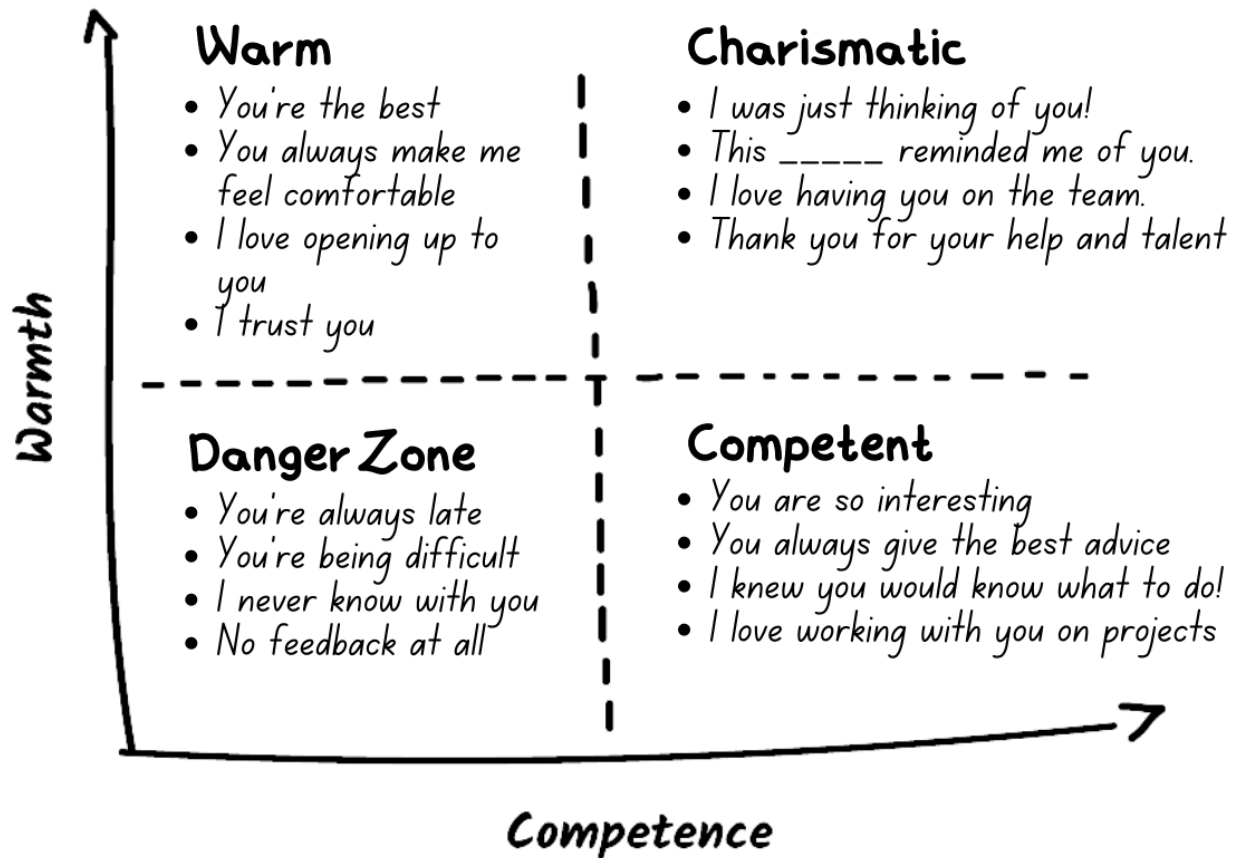 Warm
• You're the best
• You always make me
feel comfortable
• I love opening up to
you
• I trust you
Charismatic
• I was just thinking of you!
• This _____ reminded me of you.
• I love having you on the team.
• Thank you for your help and talent
Warmth
Danger Zone
• You're always late
• You're being difficult
• I never know with you
• No feedback at all
Competent
• You are so interesting
• You always give the best advice
• I knew you would know what to do!
• I love working with you on projects
Competence